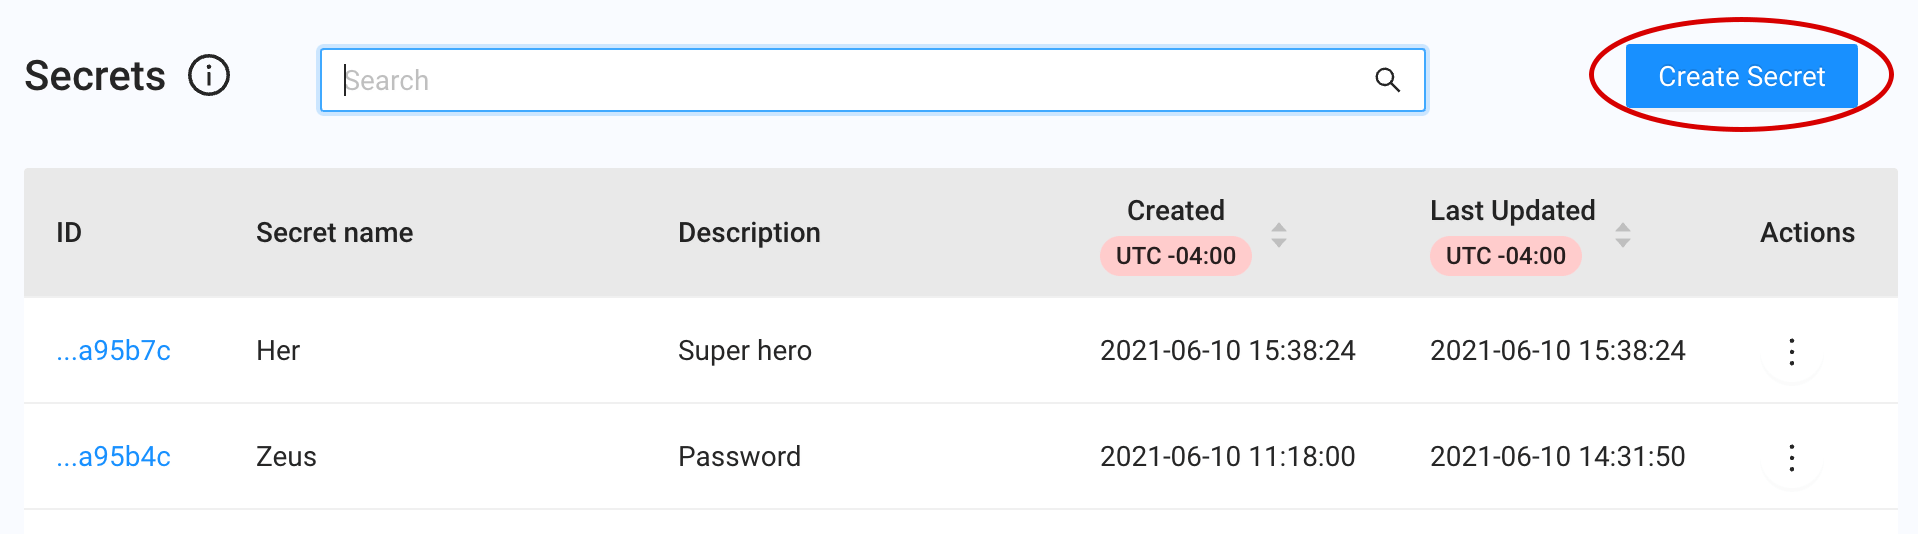 Secrets
Search
Create Secret
ID Secret name Description Created UTC -04:00 Last Updated UTC -04:00 Actions
...a95b7c Her Super hero 2021-06-10 15:38:24 2021-06-10 15:38:24
...a95b4c Zeus Password 2021-06-10 11:18:00 2021-06-10 14:31:50